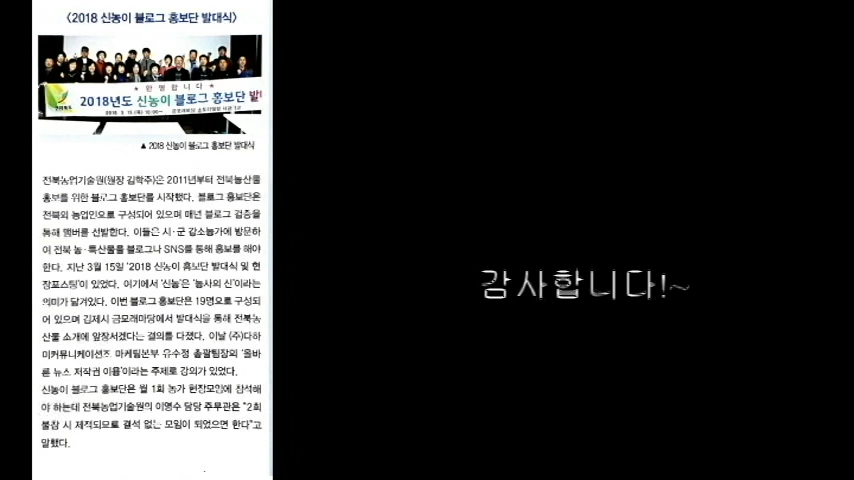 <2018 신농이 블로그 홍보단 발대식>
★ 환영합니다 ★
2018년도 신농이 블로그 홍보단 발대
▲ 2018 신농이 블로그 홍보단 발대식
전북농업기술원(원장 김학주)은 2011년부터 전북농산물
홍보를 위한 블로그 홍보단을 시작했다. 블로그 홍보단은
전북의 농업인으로 구성되어 있으며 매년 블로그 검증을
통해 멤버를 선발한다. 이들은 시·군 강소농가에 방문하
여 전북 농·특산물을 블로그나 SNS를 통해 홍보를 해야
한다. 지난 3월 15일 '2018 신농이 홍보단 발대식 및 현
장포스팅'이 있었다. 여기에서 '신농'은 '농사의 신'이라는
의미가 담겨있다. 이번 블로그 홍보단은 19명으로 구성되
어 있으며 김제시 금모래마당에서 발대식을 통해 전북농
산물 소개에 앞장서겠다는 결의를 다졌다. 이날 (주)다하
미커뮤니케이션즈 마케팅본부 유수정 총괄팀장의 '올바
른 뉴스 저작권 이용'이라는 주제로 강의가 있었다.
신농이 블로그 홍보단은 월 1회 농가 현장모임에 참석해
야 하는데 전북농업기술원의 이명수 담당 주무관은 "2회
불참 시 제적되므로 결석 없는 모임이 되었으면 한다"고
말했다.
감사합니다!~